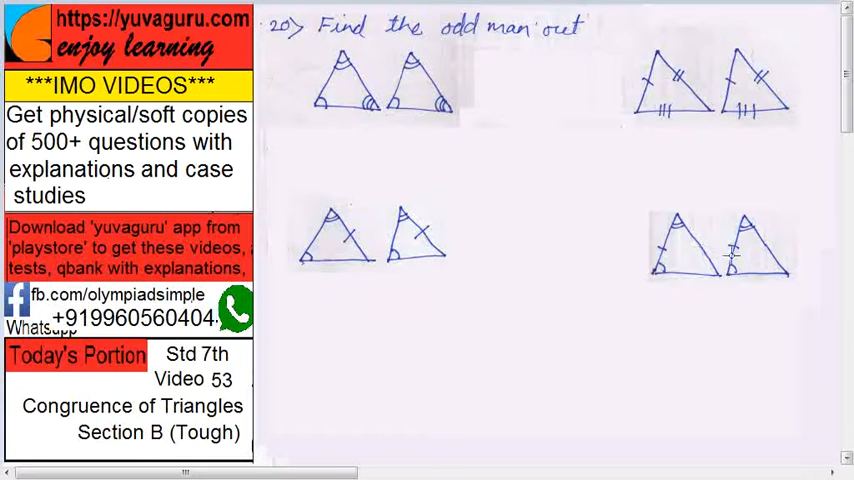 https://yuvaguru.com
enjoy learning
***IMO VIDEOS***
Get physical/soft copies
of 500+ questions with
explanations and case
studies
Download 'yuvaguru' app from
'playstore' to get these videos,
tests, qbank with explanations,
f fb.com/olympiadsimple
Whatsapp +919960560404
Today's Portion Std 7th
Video 53
Congruence of Triangles
Section B (Tough)
20) Find the odd man out